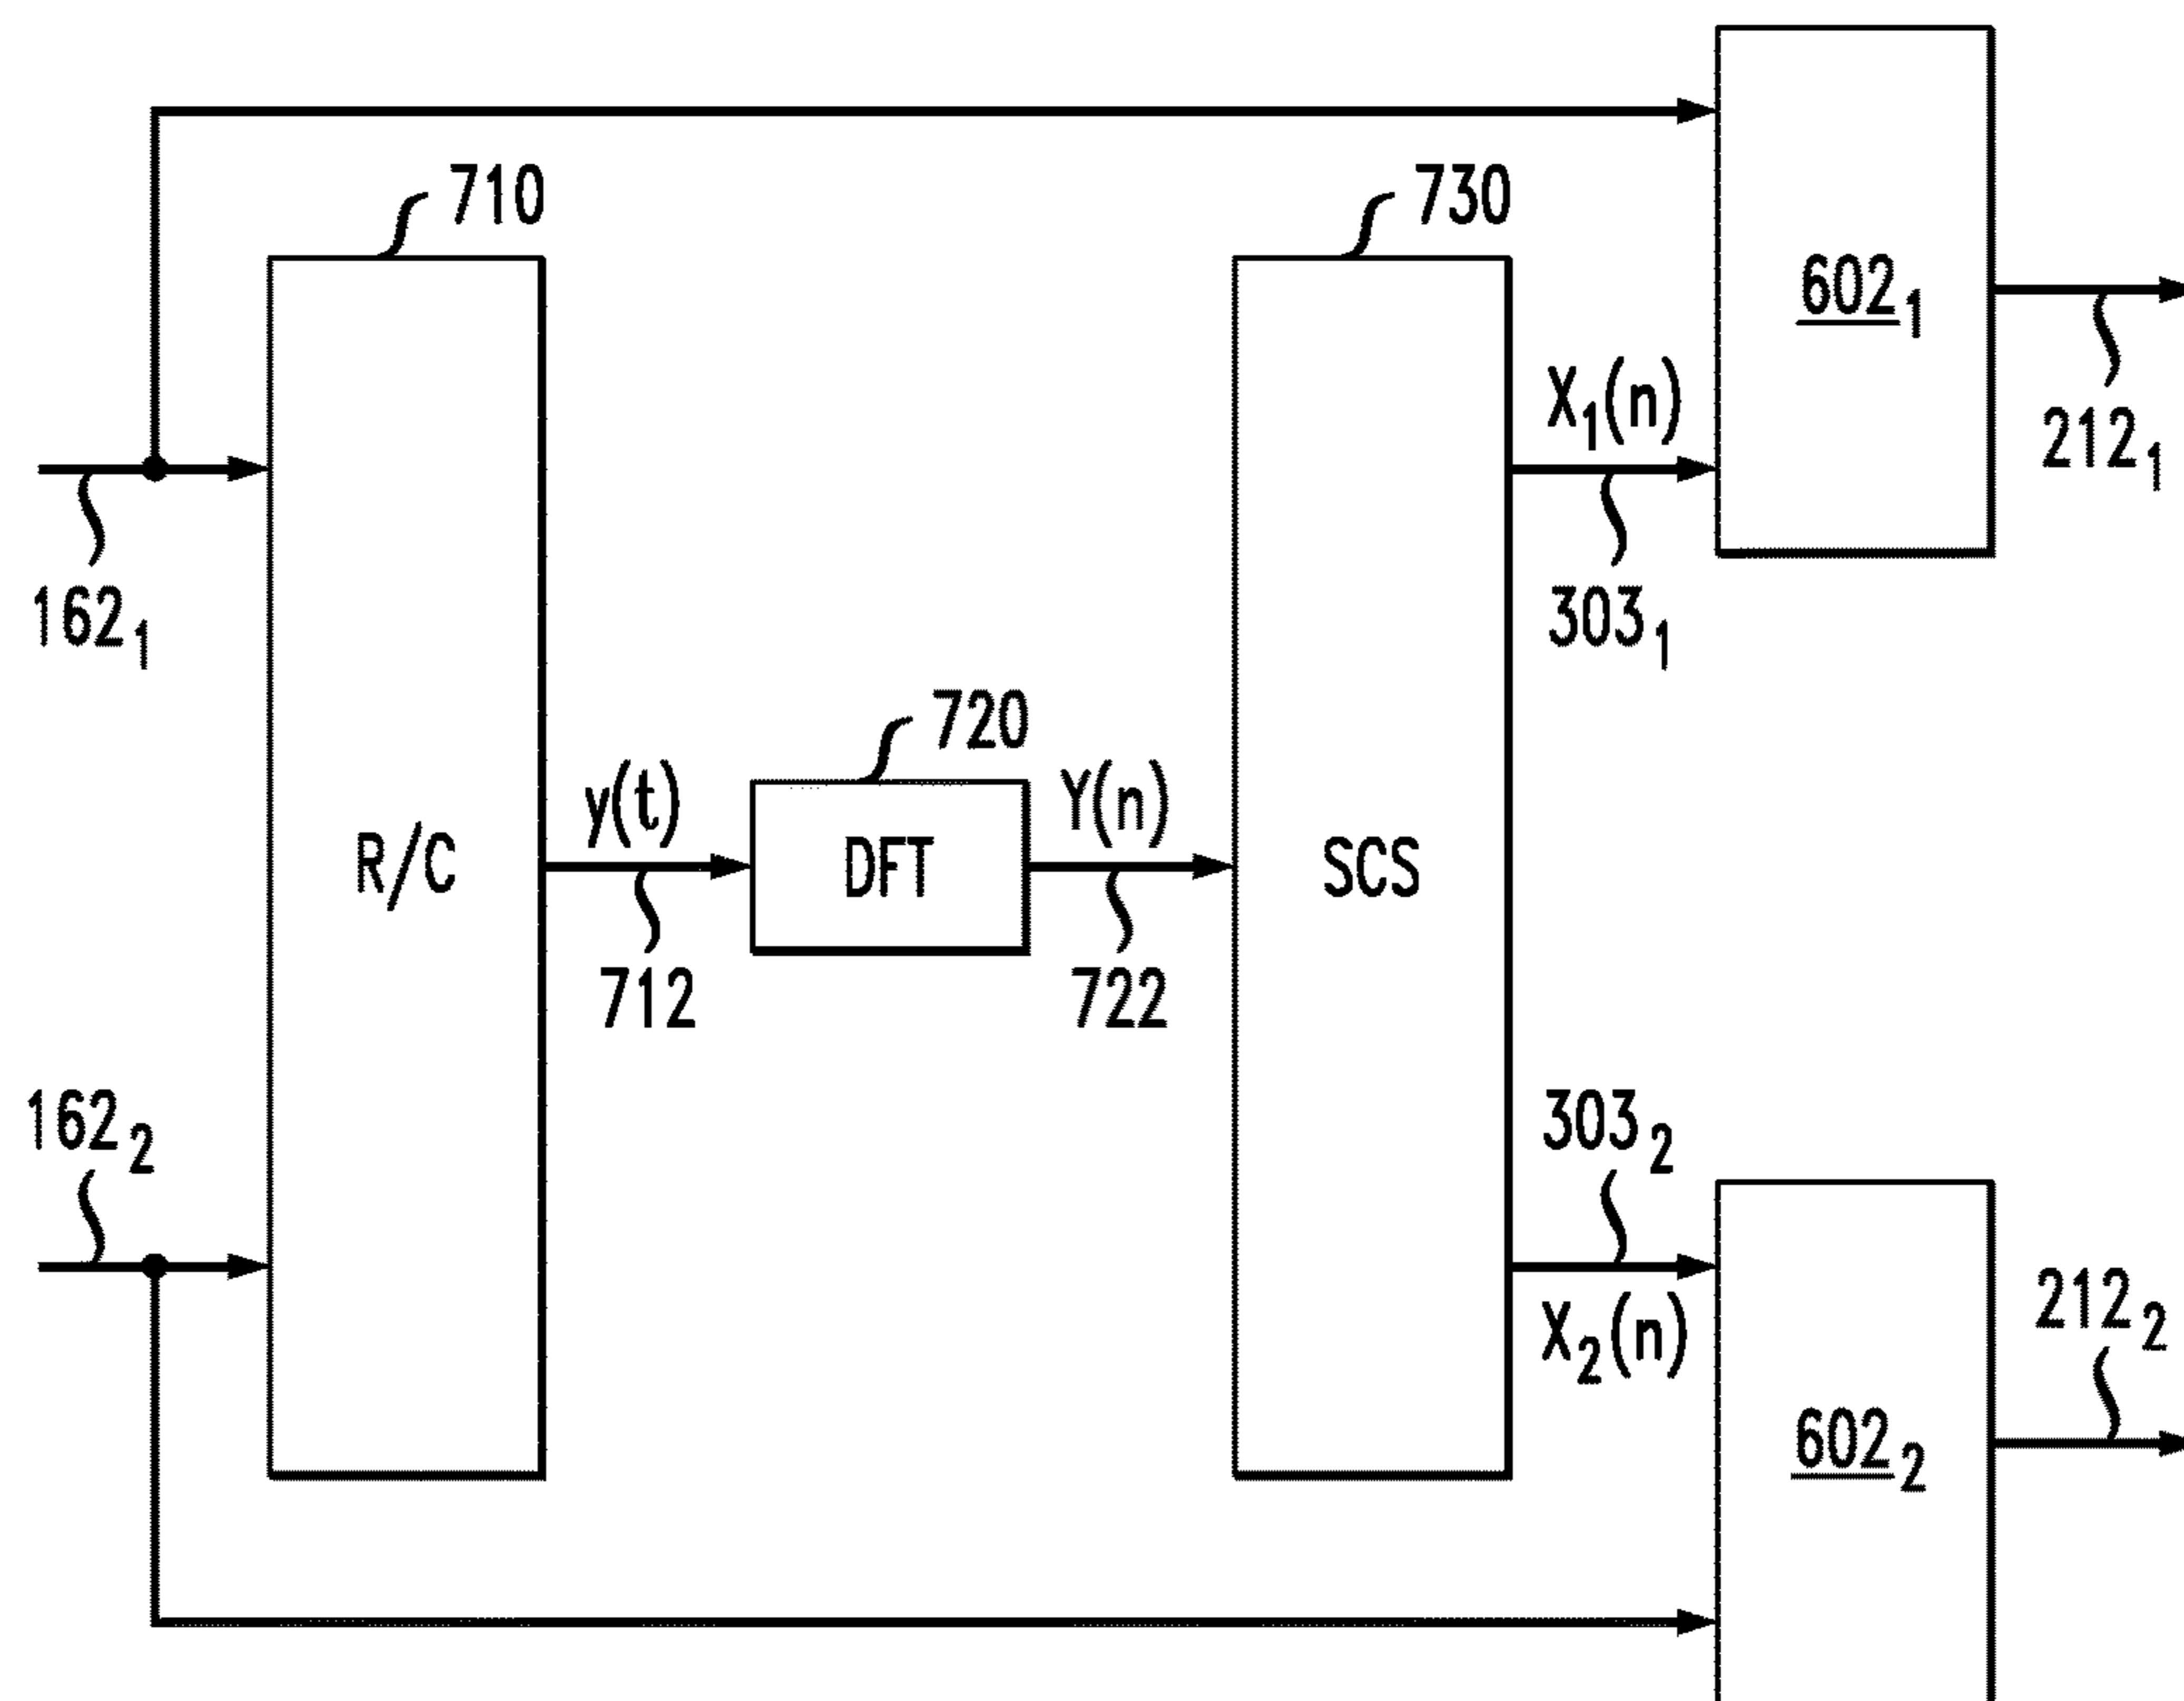 710
730
602₁
X₁(n)
212₁
162₁
303₁
720
y(t)
Y(n)
R/C
DFT
SCS
712
722
162₂
303₂
X₂(n)
212₂
602₂